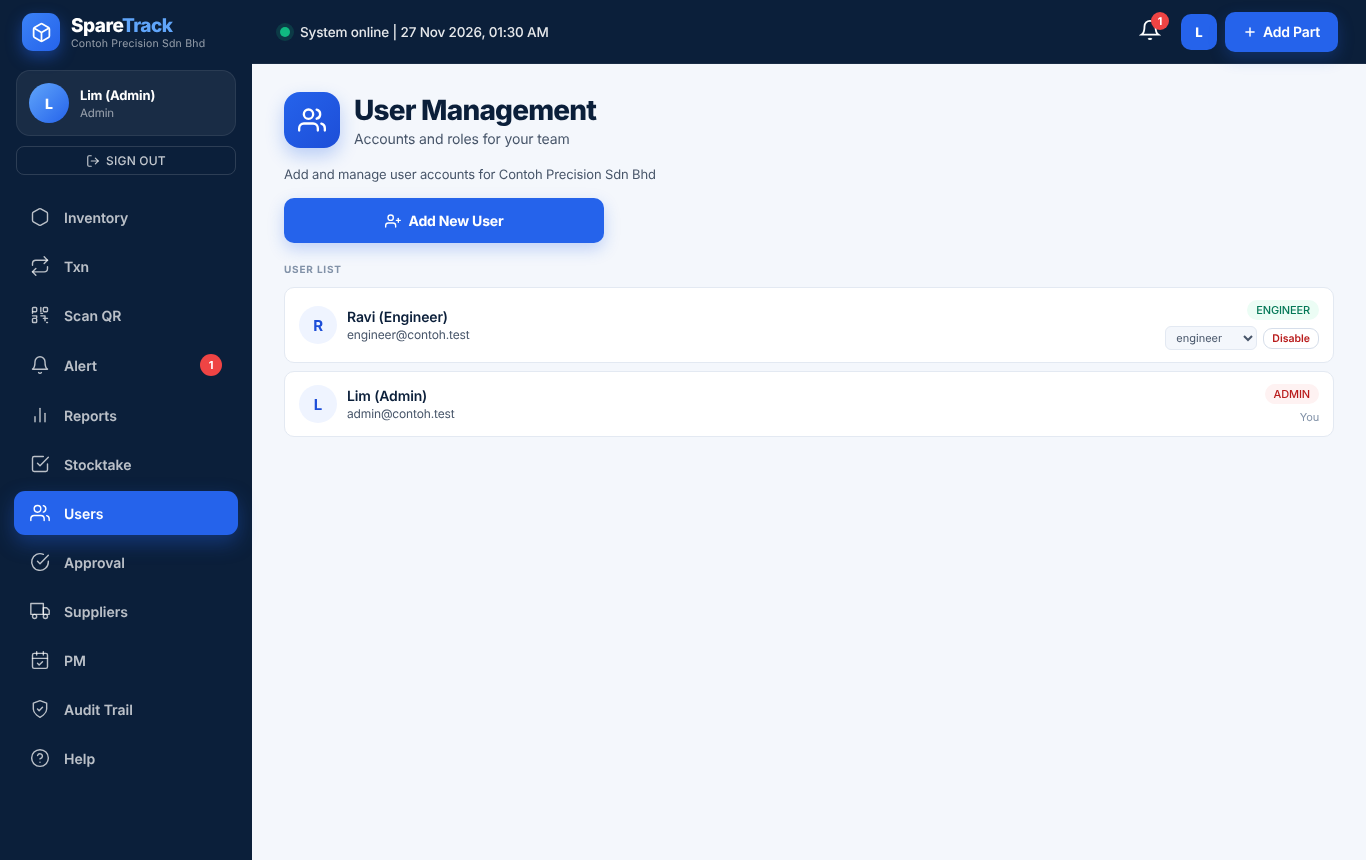 SpareTrack
Contoh Precision Sdn Bhd
System online | 27 Nov 2026, 01:30 AM
1
L
Add Part
L
Lim (Admin)
Admin
SIGN OUT
Inventory
Txn
Scan QR
Alert
1
Reports
Stocktake
Users
Approval
Suppliers
PM
Audit Trail
Help
User Management
Accounts and roles for your team
Add and manage user accounts for Contoh Precision Sdn Bhd
Add New User
USER LIST
R
Ravi (Engineer)
engineer@contoh.test
ENGINEER
engineer
Disable
L
Lim (Admin)
admin@contoh.test
ADMIN
You